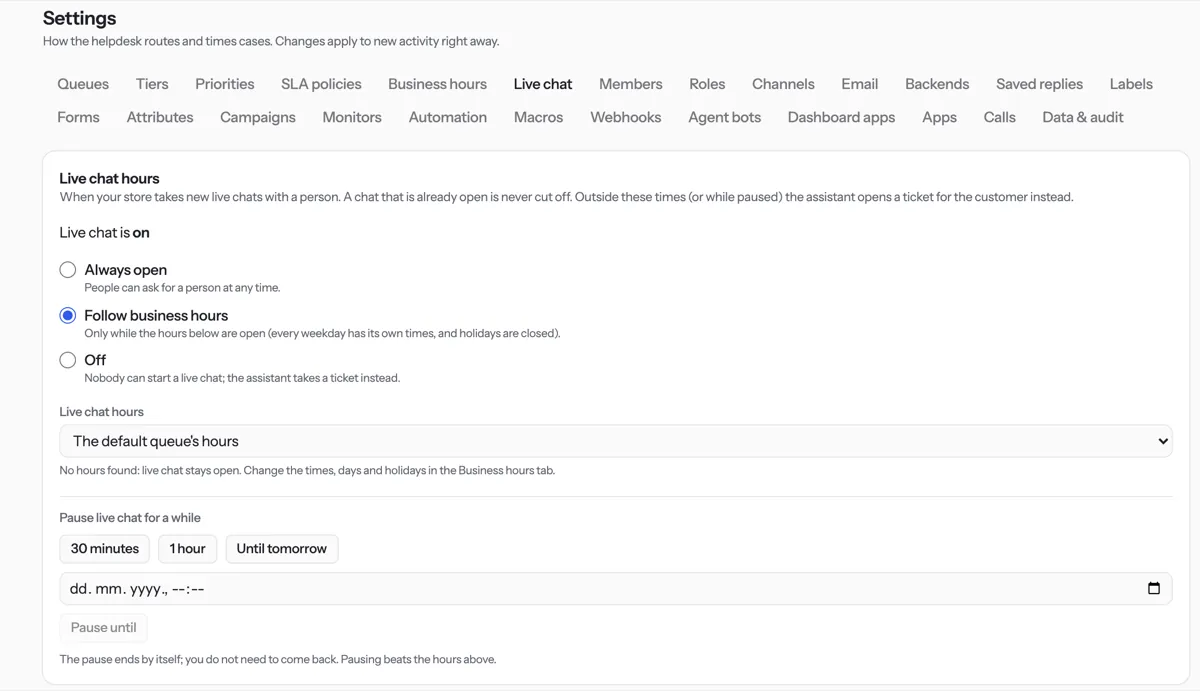 Settings
How the helpdesk routes and times cases. Changes apply to new activity right away.
Queues Tiers Priorities SLA policies Business hours Live chat Members Roles Channels Email Backends Saved replies Labels
Forms Attributes Campaigns Monitors Automation Macros Webhooks Agent bots Dashboard apps Apps Calls Data & audit
Live chat hours
When your store takes new live chats with a person. A chat that is already open is never cut off. Outside these times (or while paused) the assistant opens a ticket for the customer instead.
Live chat is on
Always open
People can ask for a person at any time.
Follow business hours
Only while the hours below are open (every weekday has its own times, and holidays are closed).
Off
Nobody can start a live chat; the assistant takes a ticket instead.
Live chat hours
The default queue's hours
No hours found: live chat stays open. Change the times, days and holidays in the Business hours tab.
Pause live chat for a while
30 minutes 1 hour Until tomorrow
dd. mm. yyyy., --:--
Pause until
The pause ends by itself; you do not need to come back. Pausing beats the hours above.